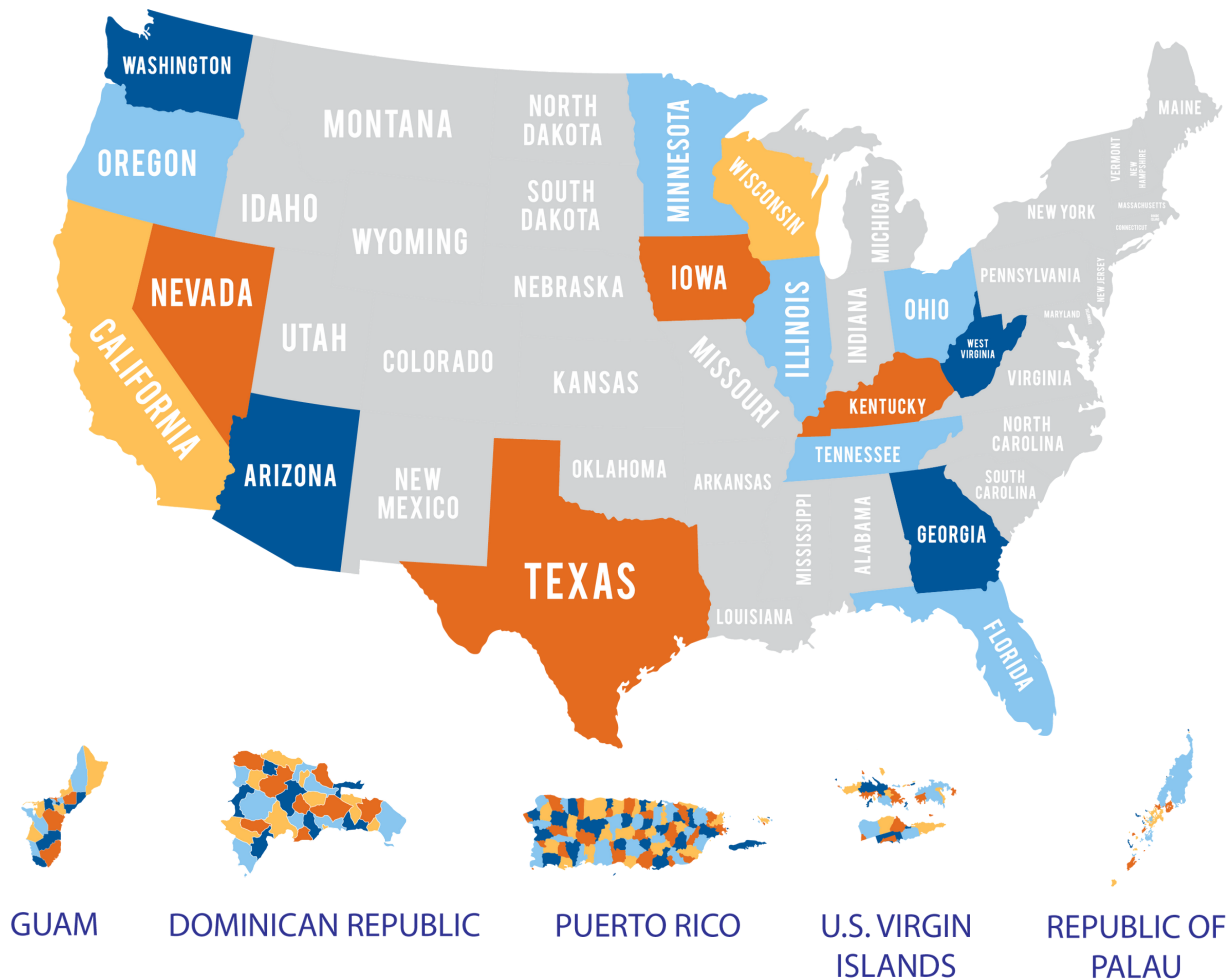 WASHINGTON
OREGON
CALIFORNIA
NEVADA
IDAHO
MONTANA
WYOMING
UTAH
ARIZONA
COLORADO
NEW
MEXICO
NORTH
DAKOTA
SOUTH
DAKOTA
NEBRASKA
KANSAS
OKLAHOMA
TEXAS
MINNESOTA
IOWA
MISSOURI
ARKANSAS
LOUISIANA
WISCONSIN
ILLINOIS
MICHIGAN
INDIANA
OHIO
KENTUCKY
TENNESSEE
MISSISSIPPI
ALABAMA
GEORGIA
FLORIDA
SOUTH
CAROLINA
NORTH
CAROLINA
VIRGINIA
WEST
VIRGINIA
MARYLAND
PENNSYLVANIA
NEW JERSEY
NEW YORK
CONNECTICUT
MASSACHUSETTS
VERMONT
NEW
HAMPSHIRE
MAINE
GUAM
DOMINICAN REPUBLIC
PUERTO RICO
U.S. VIRGIN
ISLANDS
REPUBLIC OF
PALAU